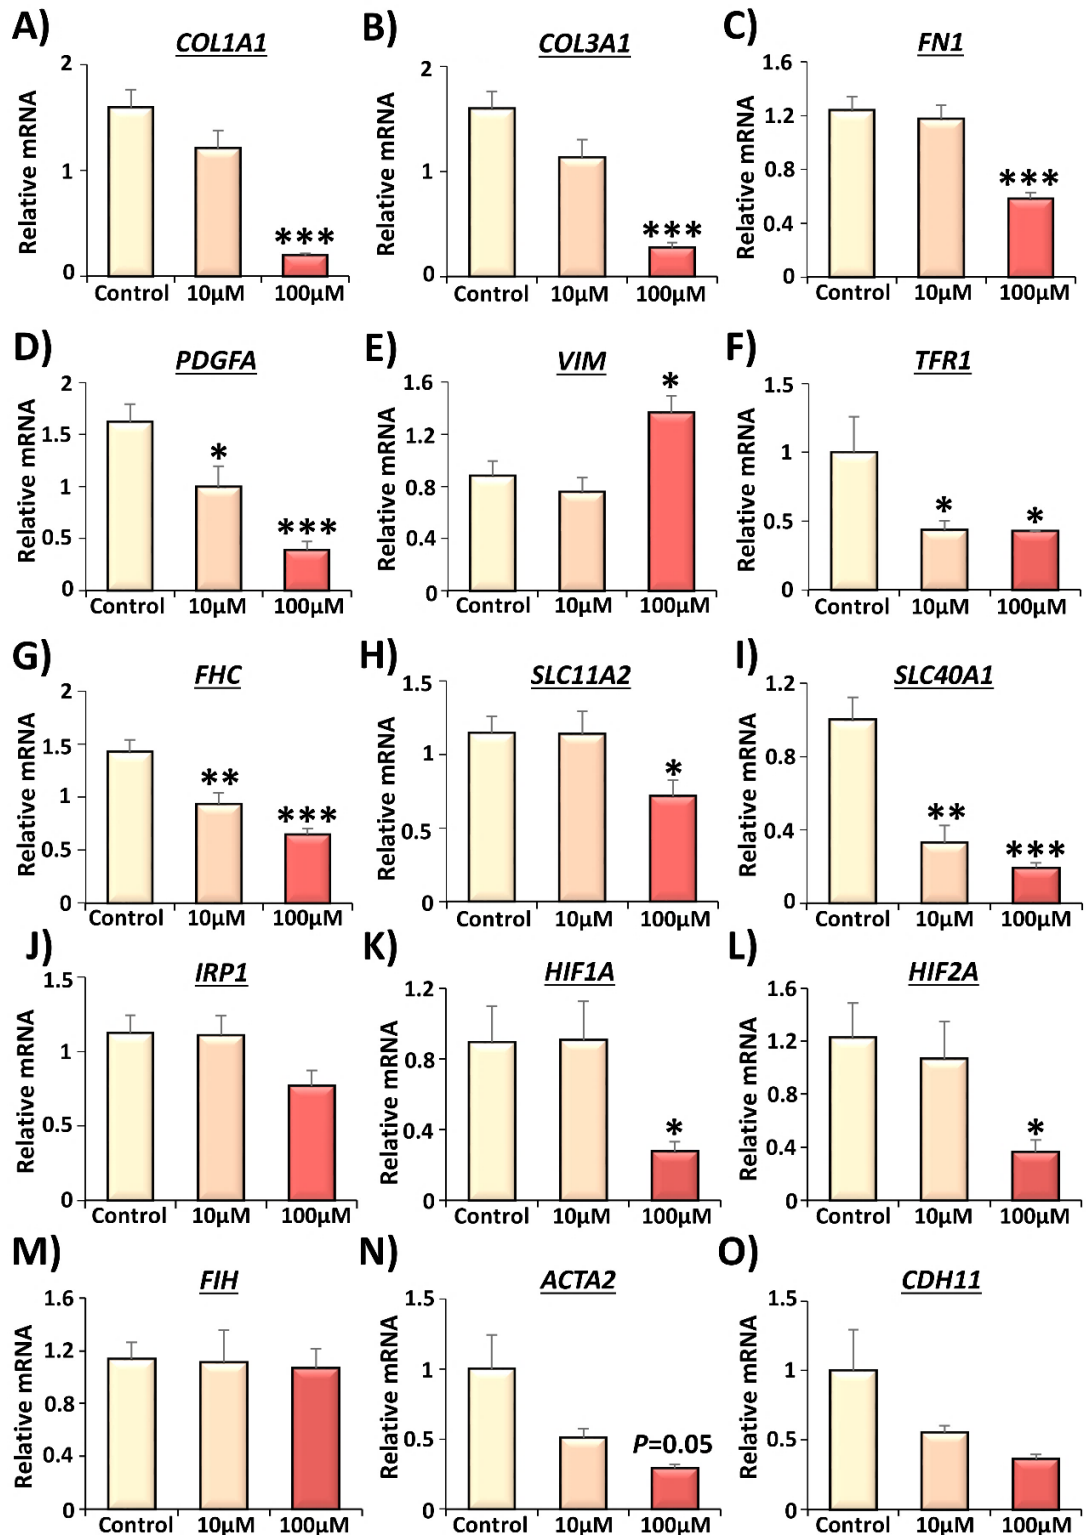 A) COL1A1
2
1
0
Relative mRNA
***
Control 10µM 100µM
B) COL3A1
2
1
0
Relative mRNA
***
Control 10µM 100µM
C) FN1
1.6
1.2
0.8
0.4
0
Relative mRNA
***
Control 10µM 100µM
D) PDGFA
2
1.5
1
0.5
0
Relative mRNA
*
***
Control 10µM 100µM
E) VIM
1.6
1.2
0.8
0.4
0
Relative mRNA
*
Control 10µM 100µM
F) TFR1
1.5
1
0.5
0
Relative mRNA
*
*
Control 10µM 100µM
G) FHC
2
1.5
1
0.5
0
Relative mRNA
**
***
Control 10µM 100µM
H) SLC11A2
1.5
1
0.5
0
Relative mRNA
*
Control 10µM 100µM
I) SLC40A1
1.2
0.8
0.4
0
Relative mRNA
**
***
Control 10µM 100µM
J) IRP1
1.5
1
0.5
0
Relative mRNA
Control 10µM 100µM
K) HIF1A
1.2
0.8
0.4
0
Relative mRNA
*
Control 10µM 100µM
L) HIF2A
1.6
1.2
0.8
0.4
0
Relative mRNA
*
Control 10µM 100µM
M) FIH
1.6
1.2
0.8
0.4
0
Relative mRNA
Control 10µM 100µM
N) ACTA2
1.5
1
0.5
0
Relative mRNA
P=0.05
Control 10µM 100µM
O) CDH11
1.5
1
0.5
0
Relative mRNA
Control 10µM 100µM